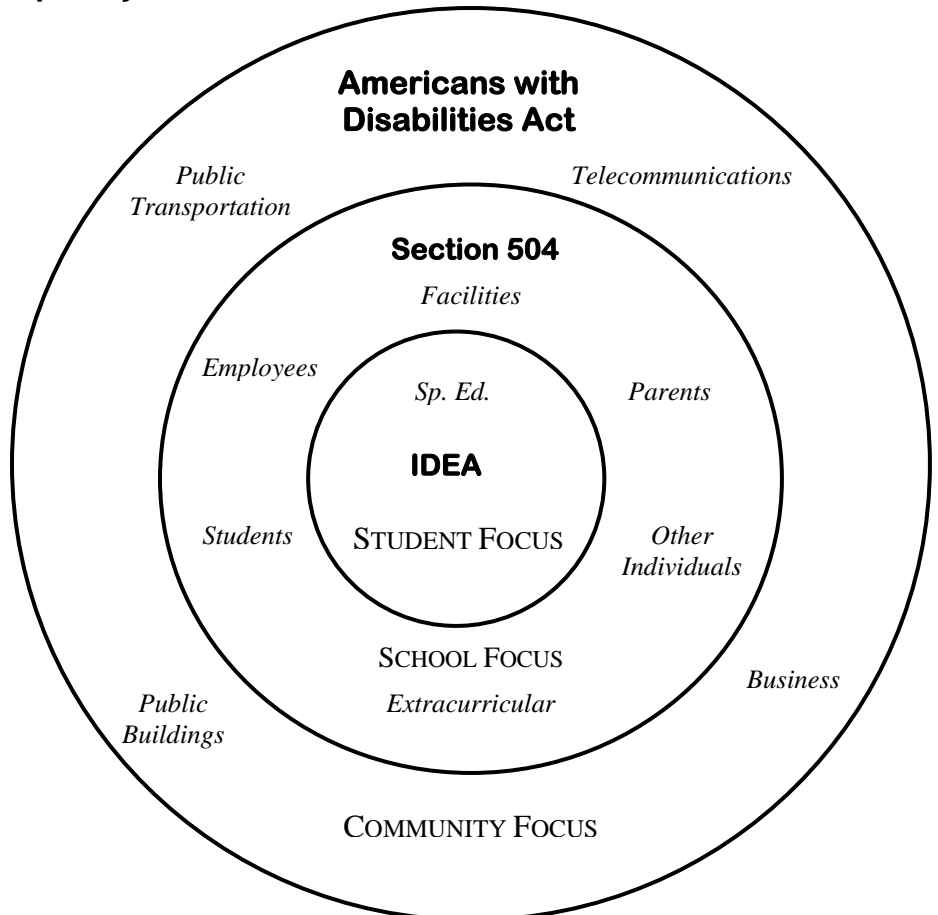 Americans with
Disabilities Act
Public
Transportation
Telecommunications
Section 504
Facilities
Employees
Sp. Ed.
Parents
IDEA
Students
STUDENT FOCUS
Other
Individuals
SCHOOL FOCUS
Extracurricular
Business
Public
Buildings
COMMUNITY FOCUS